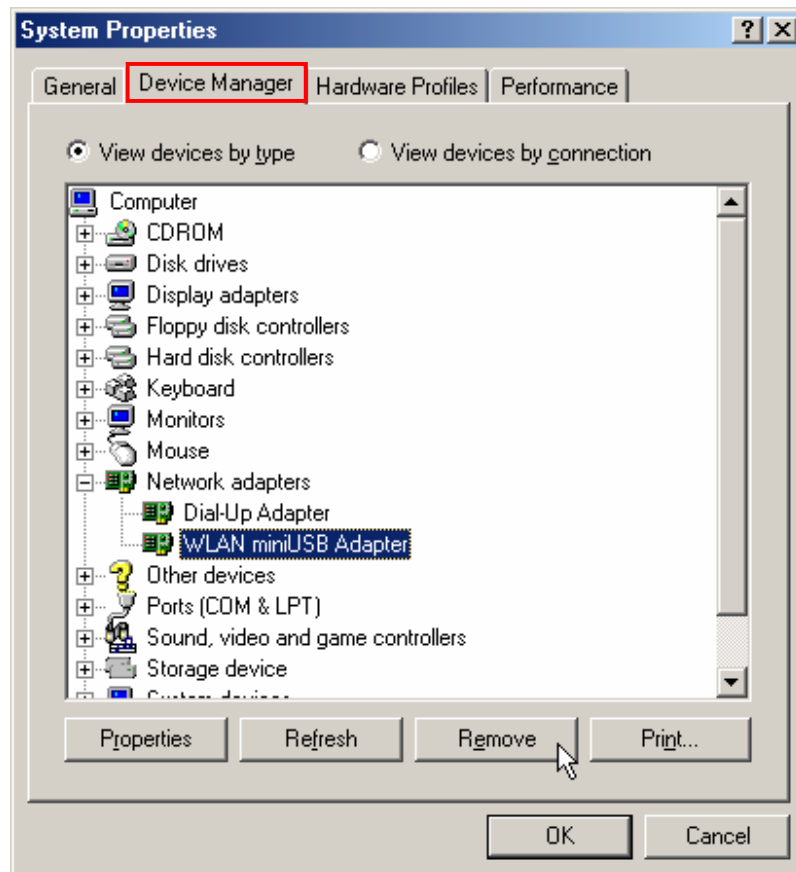 System Properties
General Device Manager Hardware Profiles Performance
View devices by type View devices by connection
Computer
CDROM
Disk drives
Display adapters
Floppy disk controllers
Hard disk controllers
Keyboard
Monitors
Mouse
Network adapters
Dial-Up Adapter
WLAN miniUSB Adapter
Other devices
Ports (COM & LPT)
Sound, video and game controllers
Storage device
System devices
Properties Refresh Remove Print...
OK Cancel